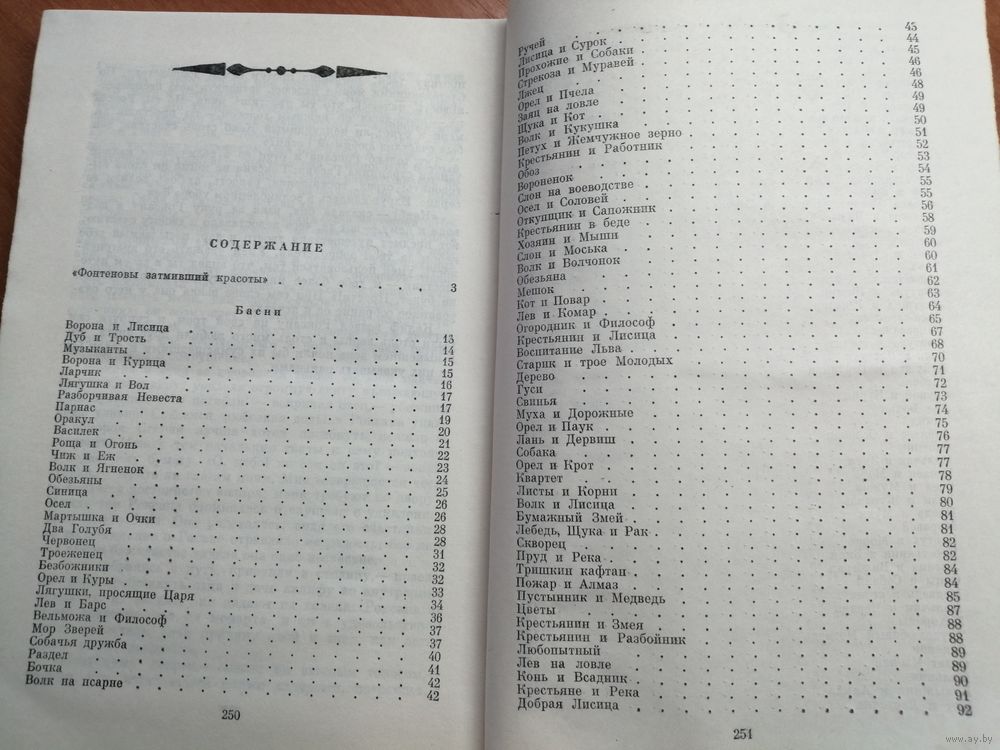 СОДЕРЖАНИЕ
«Фонтеновы затмивший красоты» . . . . . . . 3
Басни
Ворона и Лисица . . . . . . . 13
Дуб и Трость . . . . . . . 14
Музыканты . . . . . . . 15
Ворона и Курица . . . . . . . 15
Ларчик . . . . . . . 16
Лягушка и Вол . . . . . . . 17
Разборчивая Невеста . . . . . . . 17
Парнас . . . . . . . 19
Оракул . . . . . . . 20
Василек . . . . . . . 21
Роща и Огонь . . . . . . . 22
Чиж и Еж . . . . . . . 23
Волк и Ягненок . . . . . . . 24
Обезьяны . . . . . . . 25
Синица . . . . . . . 26
Осел . . . . . . . 26
Мартышка и Очки . . . . . . . 28
Два Голубя . . . . . . . 28
Червонец . . . . . . . 31
Троеженец . . . . . . . 32
Безбожники . . . . . . . 32
Орел и Куры . . . . . . . 33
Лягушки, просящие Царя . . . . . . . 34
Лев и Барс . . . . . . . 36
Вельможа и Философ . . . . . . . 37
Мор Зверей . . . . . . . 37
Собачья дружба . . . . . . . 40
Раздел . . . . . . . 41
Бочка . . . . . . . 42
Волк на псарне . . . . . . . 42
250
Ручей . . . . . . . 43
Лисица и Сурок . . . . . . . 44
Прохожие и Собаки . . . . . . . 45
Стрекоза и Муравей . . . . . . . 46
Лжец . . . . . . . 46
Орел и Пчела . . . . . . . 48
Заяц на ловле . . . . . . . 49
Щука и Кот . . . . . . . 49
Волк и Кукушка . . . . . . . 50
Петух и Жемчужное зерно . . . . . . . 51
Крестьянин и Работник . . . . . . . 52
Обоз . . . . . . . 53
Вороненок . . . . . . . 54
Слон на воеводстве . . . . . . . 55
Осел и Соловей . . . . . . . 55
Откупщик и Сапожник . . . . . . . 56
Крестьянин в беде . . . . . . . 58
Хозяин и Мыши . . . . . . . 59
Слон и Моська . . . . . . . 60
Волк и Волчонок . . . . . . . 60
Обезьяна . . . . . . . 61
Мешок . . . . . . . 62
Кот и Повар . . . . . . . 63
Лев и Комар . . . . . . . 64
Огородник и Философ . . . . . . . 65
Крестьянин и Лисица . . . . . . . 67
Воспитание Льва . . . . . . . 68
Старик и трое Молодых . . . . . . . 70
Дерево . . . . . . . 71
Гуси . . . . . . . 72
Свинья . . . . . . . 73
Муха и Дорожные . . . . . . . 74
Орел и Паук . . . . . . . 75
Лань и Дервиш . . . . . . . 76
Собака . . . . . . . 77
Орел и Крот . . . . . . . 77
Квартет . . . . . . . 78
Листы и Корни . . . . . . . 79
Волк и Лисица . . . . . . . 80
Бумажный Змей . . . . . . . 81
Лебедь, Щука и Рак . . . . . . . 81
Скворец . . . . . . . 82
Пруд и Река . . . . . . . 82
Тришкин кафтан . . . . . . . 84
Пожар и Алмаз . . . . . . . 84
Пустынник и Медведь . . . . . . . 85
Цветы . . . . . . . 87
Крестьянин и Змея . . . . . . . 88
Крестьянин и Разбойник . . . . . . . 88
Любопытный . . . . . . . 89
Лев на ловле . . . . . . . 89
Конь и Всадник . . . . . . . 90
Крестьяне и Река . . . . . . . 91
Добрая Лисица . . . . . . . 92
251
www.ay.by